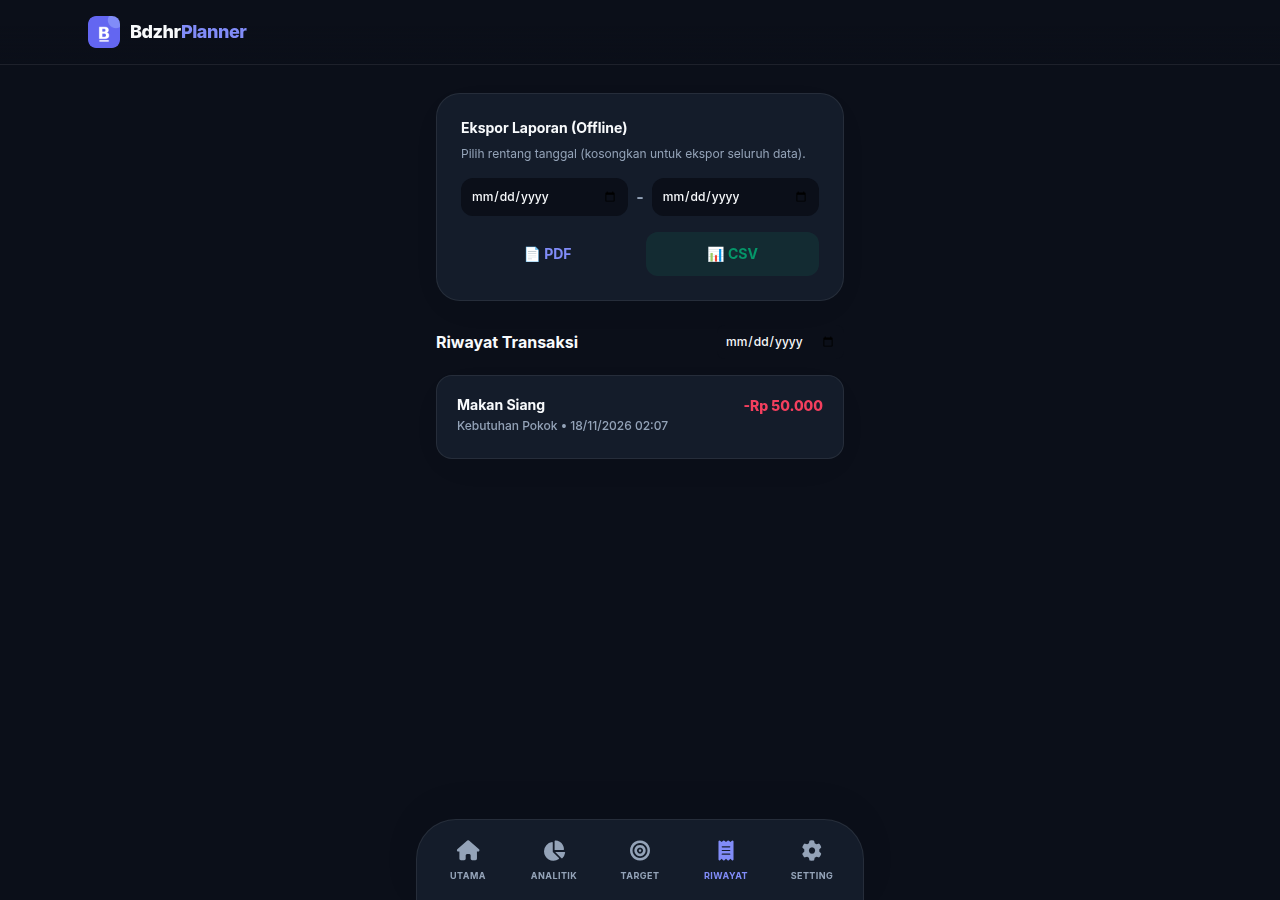 B
BdzhrPlanner
Ekspor Laporan (Offline)
Pilih rentang tanggal (kosongkan untuk ekspor seluruh data).
mm/dd/yyyy - mm/dd/yyyy
📄 PDF 📊 CSV
Riwayat Transaksi mm/dd/yyyy
Makan Siang -Rp 50.000
Kebutuhan Pokok • 18/11/2026 02:07
UTAMA ANALITIK TARGET RIWAYAT SETTING